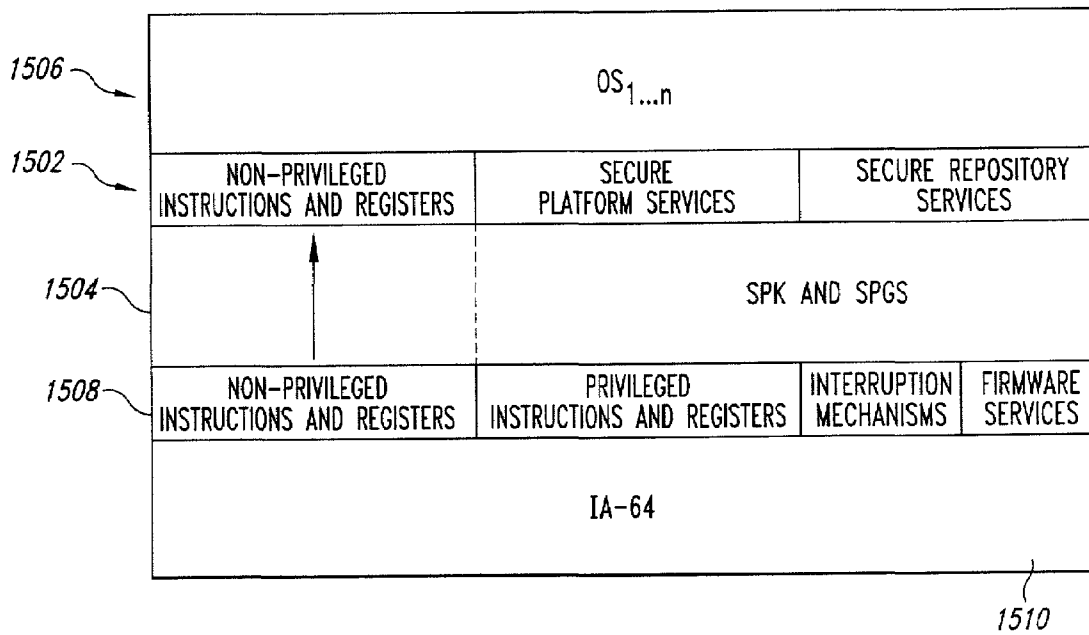 1506
OS1...n
1502
NON-PRIVILEGED
INSTRUCTIONS AND REGISTERS
SECURE
PLATFORM SERVICES
SECURE REPOSITORY
SERVICES
1504
SPK AND SPGS
1508
NON-PRIVILEGED
INSTRUCTIONS AND REGISTERS
PRIVILEGED
INSTRUCTIONS AND REGISTERS
INTERRUPTION
MECHANISMS
FIRMWARE
SERVICES
IA-64
1510